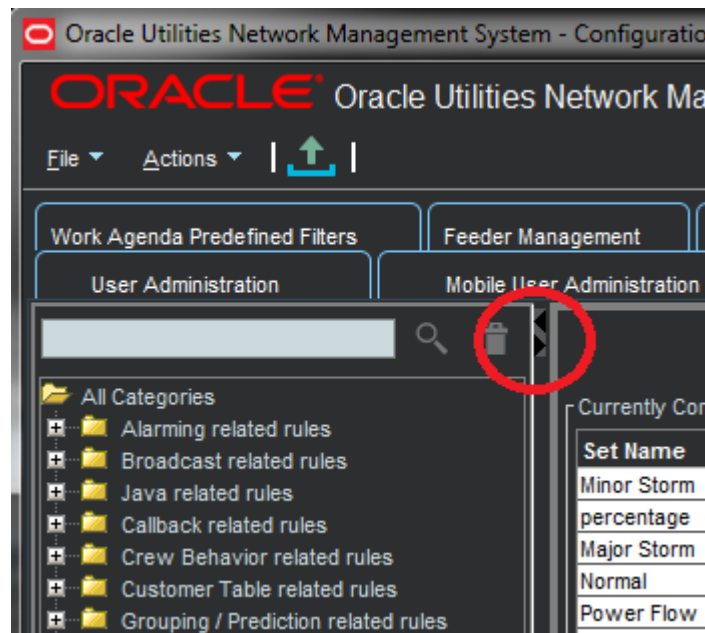 Oracle Utilities Network Management System - Configuratio
ORACLE Oracle Utilities Network Ma
File Actions
Work Agenda Predefined Filters Feeder Management
User Administration Mobile User Administration
All Categories
Currently Cor
Alarming related rules
Set Name
Broadcast related rules
Minor Storm
Java related rules
percentage
Callback related rules
Major Storm
Crew Behavior related rules
Normal
Customer Table related rules
Power Flow
Grouping / Prediction related rules